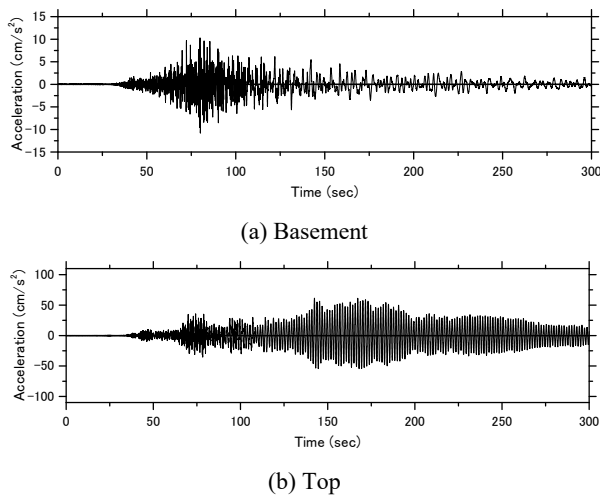 15
10
5
0
−5
−10
−15
Acceleration (cm/s²)
0 50 100 150 200 250 300
Time (sec)
(a) Basement
100
50
0
−50
−100
Acceleration (cm/s²)
0 50 100 150 200 250 300
Time (sec)
(b) Top